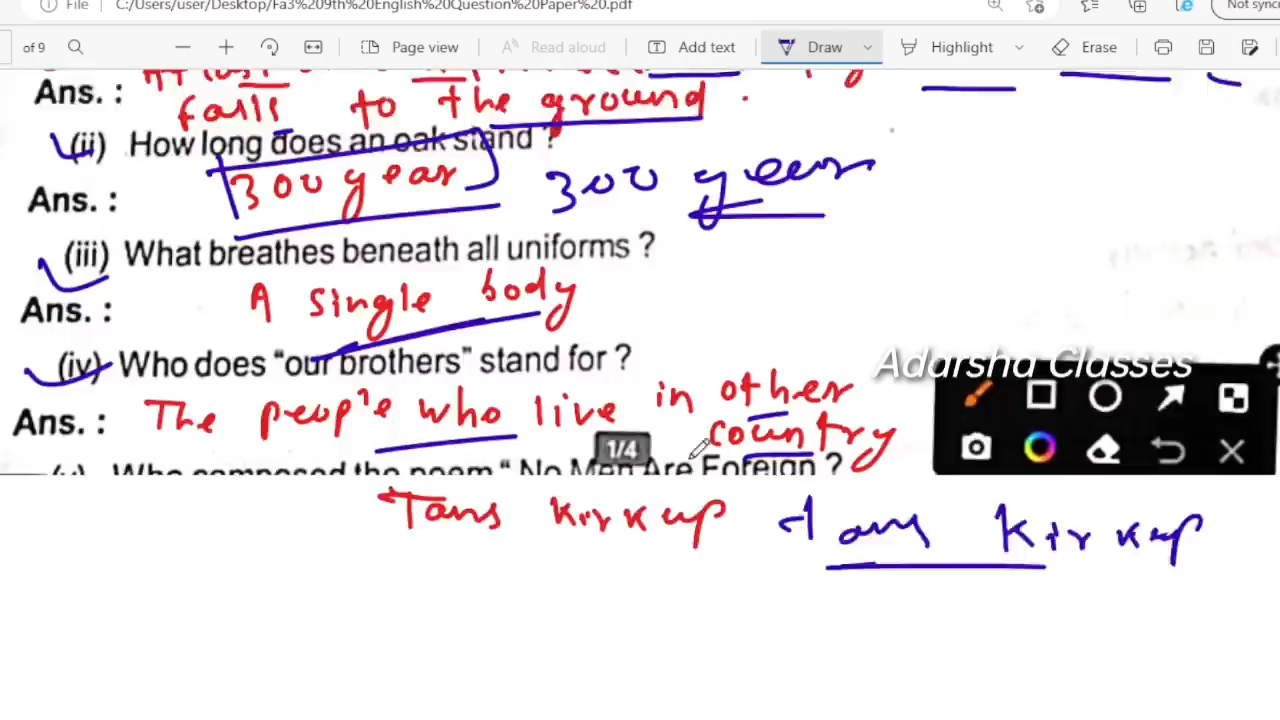 File C:/Users/user/Desktop/Fa3%209th%20English%20Question%20Paper%20.pdf Not sync
of 9 Page view Read aloud Add text Draw Highlight Erase
Ans. :
falls to the ground .
(ii) How long does an oak stand ?
Ans. : 300 year 300 year
(iii) What breathes beneath all uniforms ?
Ans. : A single body
(iv) Who does "our brothers" stand for ?
Adarsha Classes
Ans. : The people who live in other
country
1/4
(v) Who composed the poem " No Men Are Foreign ?
Tans kirkup Jams Kirkup